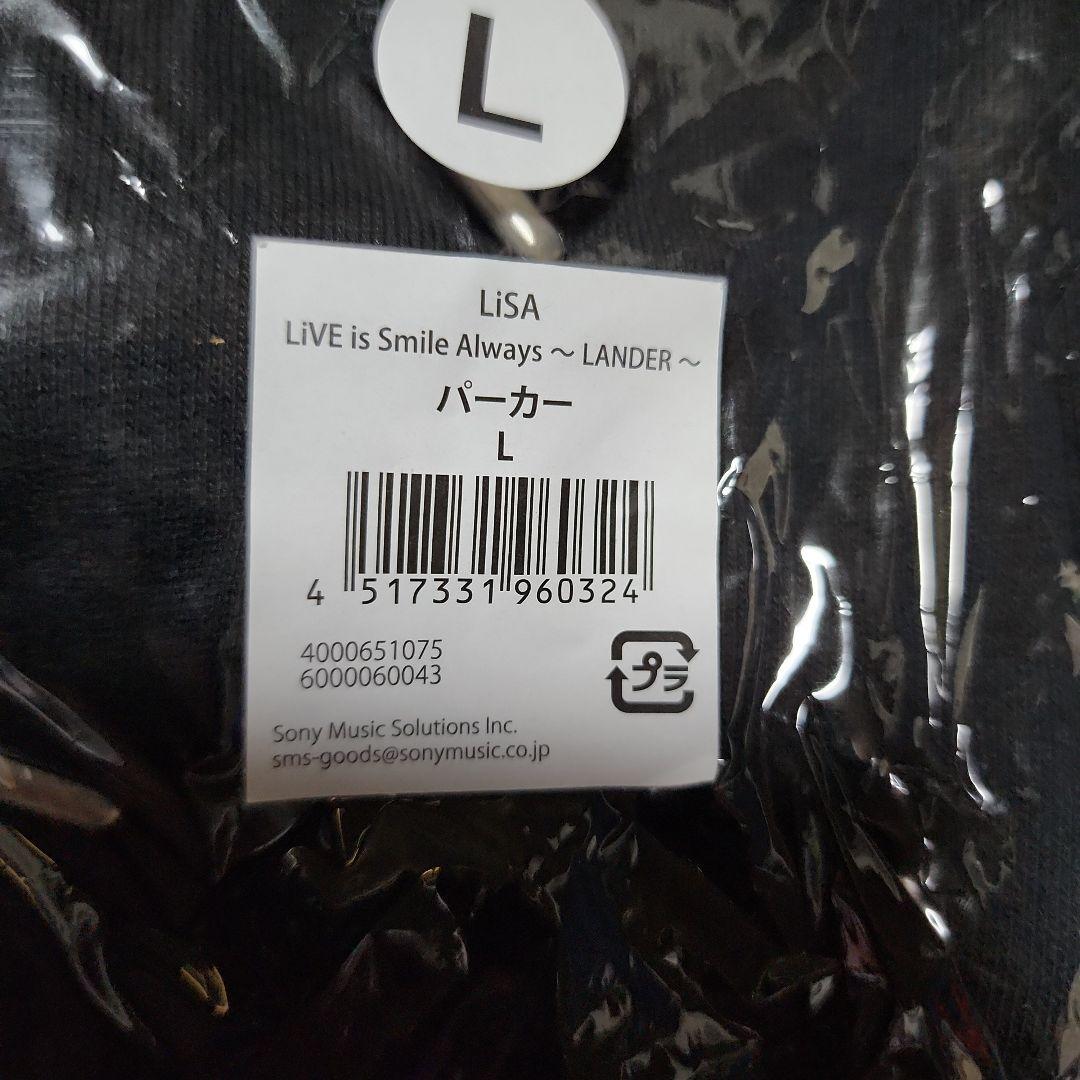 L
LiSA
LiVE is Smile Always ～ LANDER ～
パーカー
L
4 517331 960324
4000651075
6000060043
プラ
Sony Music Solutions Inc.
sms-goods@sonymusic.co.jp